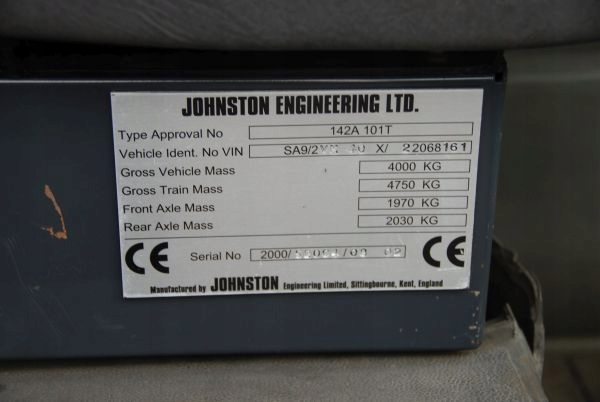 JOHNSTON ENGINEERING LTD.
Type Approval No 142A 101T
Vehicle Ident. No VIN X/ 22068161
Gross Vehicle Mass 4000 KG
Gross Train Mass 4750 KG
Front Axle Mass 1970 KG
Rear Axle Mass 2030 KG
CE Serial No CE
Manufactured by JOHNSTON Engineering Limited, Sittingbourne, Kent, England